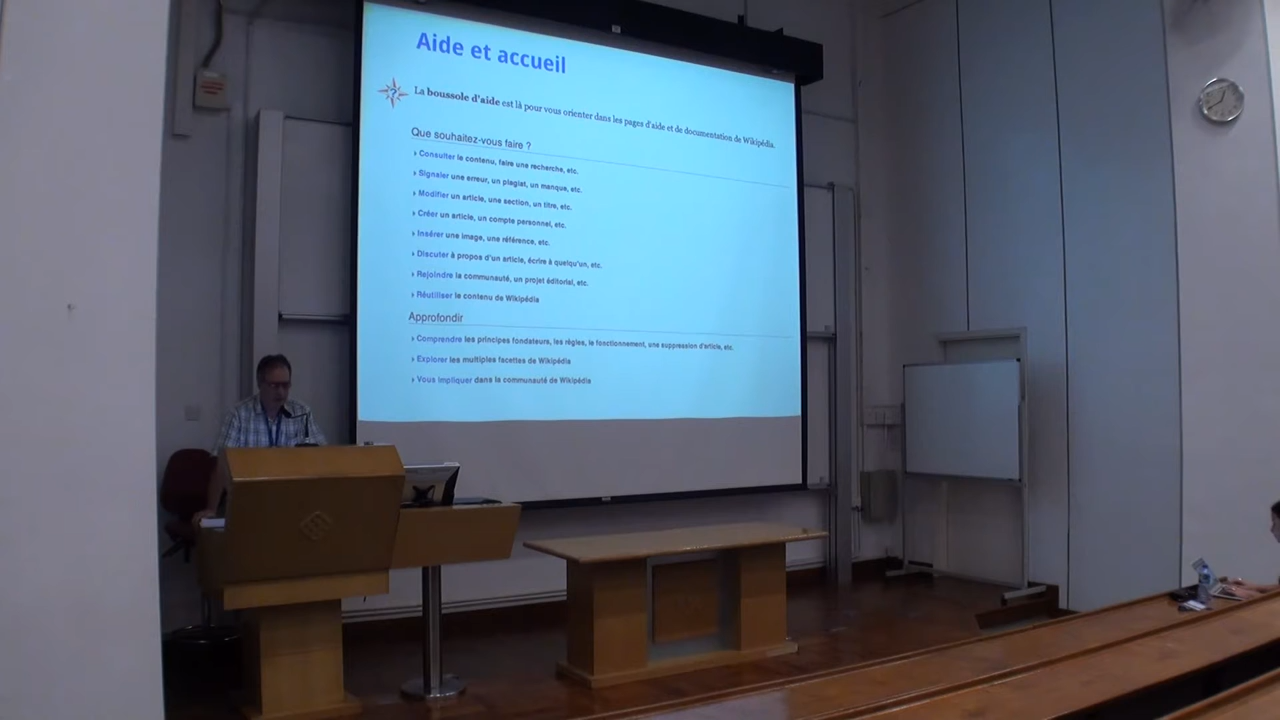 Aide et accueil
La boussole d'aide est là pour vous orienter dans les pages d'aide et de documentation de Wikipédia.
Que souhaitez-vous faire ?
Consulter le contenu, faire une recherche, etc.
Signaler une erreur, un plagiat, un manque, etc.
Modifier un article, une section, un titre, etc.
Créer un article, un compte personnel, etc.
Insérer une image, une référence, etc.
Discuter à propos d'un article, écrire à quelqu'un, etc.
Rejoindre la communauté, un projet éditorial, etc.
Réutiliser le contenu de Wikipédia
Approfondir
Comprendre les principes fondateurs, les règles, le fonctionnement, une suppression d'article, etc.
Explorer les multiples facettes de Wikipédia
Vous impliquer dans la communauté de Wikipédia